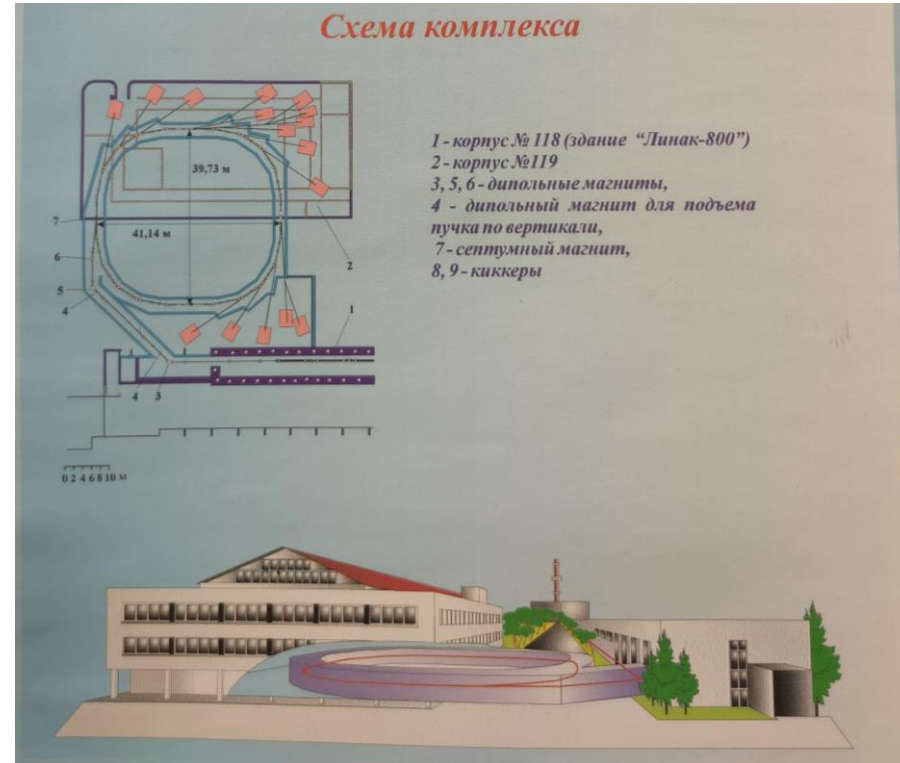 Схема комплекса
39,73 м
41,14 м
7
6
5
4
2
1
4 3
0 2 4 6 8 10 м
1 - корпус № 118 (здание “Линак-800”)
2 - корпус №119
3, 5, 6 - дипольные магниты,
4 - дипольный магнит для подъема
пучка по вертикали,
7 - септумный магнит,
8, 9 - киккеры